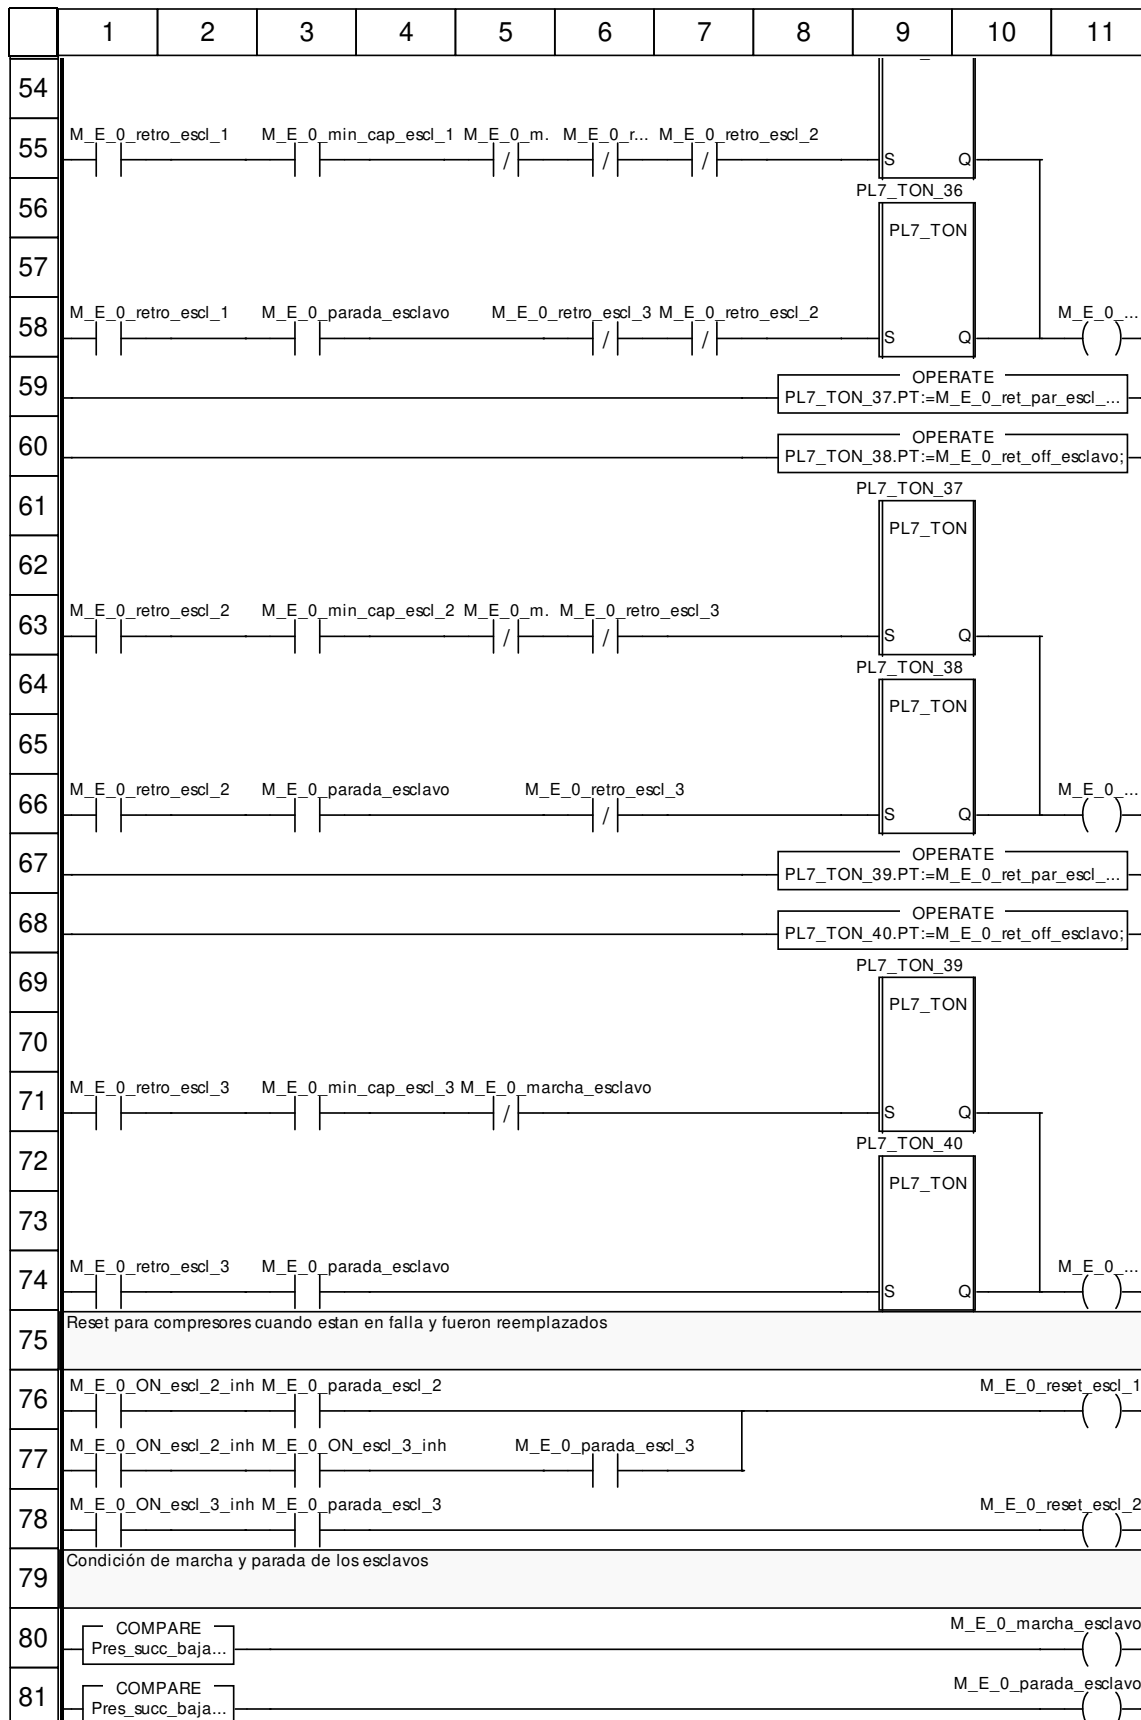 1 2 3 4 5 6 7 8 9 10 11
54
55 M_E_0_retro_escl_1 M_E_0_min_cap_escl_1 M_E_0_m. M_E_0_r... M_E_0_retro_escl_2
S Q
56 PL7_TON_36
PL7_TON
57
58 M_E_0_retro_escl_1 M_E_0_parada_esclavo M_E_0_retro_escl_3 M_E_0_retro_escl_2 M_E_0_...
S Q
59 OPERATE
PL7_TON_37.PT:=M_E_0_ret_par_escl_...
60 OPERATE
PL7_TON_38.PT:=M_E_0_ret_off_esclavo;
61 PL7_TON_37
PL7_TON
62
63 M_E_0_retro_escl_2 M_E_0_min_cap_escl_2 M_E_0_m. M_E_0_retro_escl_3
S Q
64 PL7_TON_38
PL7_TON
65
66 M_E_0_retro_escl_2 M_E_0_parada_esclavo M_E_0_retro_escl_3 M_E_0_...
S Q
67 OPERATE
PL7_TON_39.PT:=M_E_0_ret_par_escl_...
68 OPERATE
PL7_TON_40.PT:=M_E_0_ret_off_esclavo;
69 PL7_TON_39
PL7_TON
70
71 M_E_0_retro_escl_3 M_E_0_min_cap_escl_3 M_E_0_marcha_esclavo
S Q
72 PL7_TON_40
PL7_TON
73
74 M_E_0_retro_escl_3 M_E_0_parada_esclavo M_E_0_...
S Q
75 Reset para compresores cuando estan en falla y fueron reemplazados
76 M_E_0_ON_escl_2_inh M_E_0_parada_escl_2 M_E_0_reset_escl_1
77 M_E_0_ON_escl_2_inh M_E_0_ON_escl_3_inh M_E_0_parada_escl_3
78 M_E_0_ON_escl_3_inh M_E_0_parada_escl_3 M_E_0_reset_escl_2
79 Condición de marcha y parada de los esclavos
80 COMPARE M_E_0_marcha_esclavo
Pres_succ_baja...
81 COMPARE M_E_0_parada_esclavo
Pres_succ_baja...